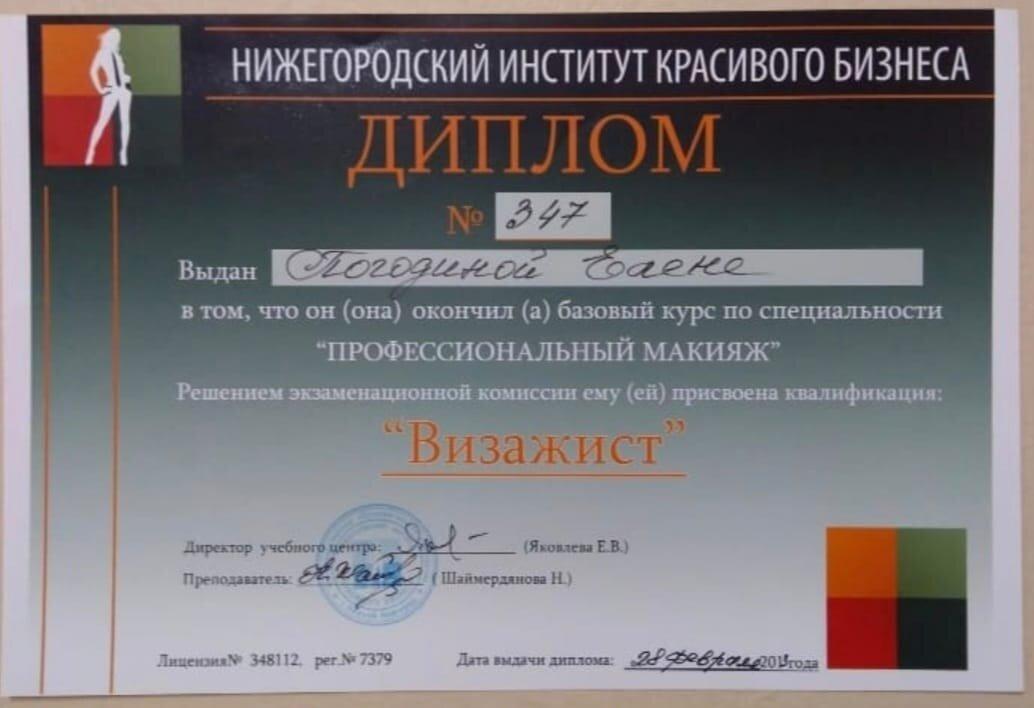 НИЖЕГОРОДСКИЙ ИНСТИТУТ КРАСИВОГО БИЗНЕСА
ДИПЛОМ
№ 347
Выдан Погодиной Елене
в том, что он (она) окончил (а) базовый курс по специальности
“ПРОФЕССИОНАЛЬНЫЙ МАКИЯЖ”
Решением экзаменационной комиссии ему (ей) присвоена квалификация:
“Визажист”
Директор учебного центра: (Яковлева Е.В.)
Преподаватель: (Шаймердянова Н.)
Лицензия№ 348112, рег.№ 7379
Дата выдачи диплома: 28 февраля года